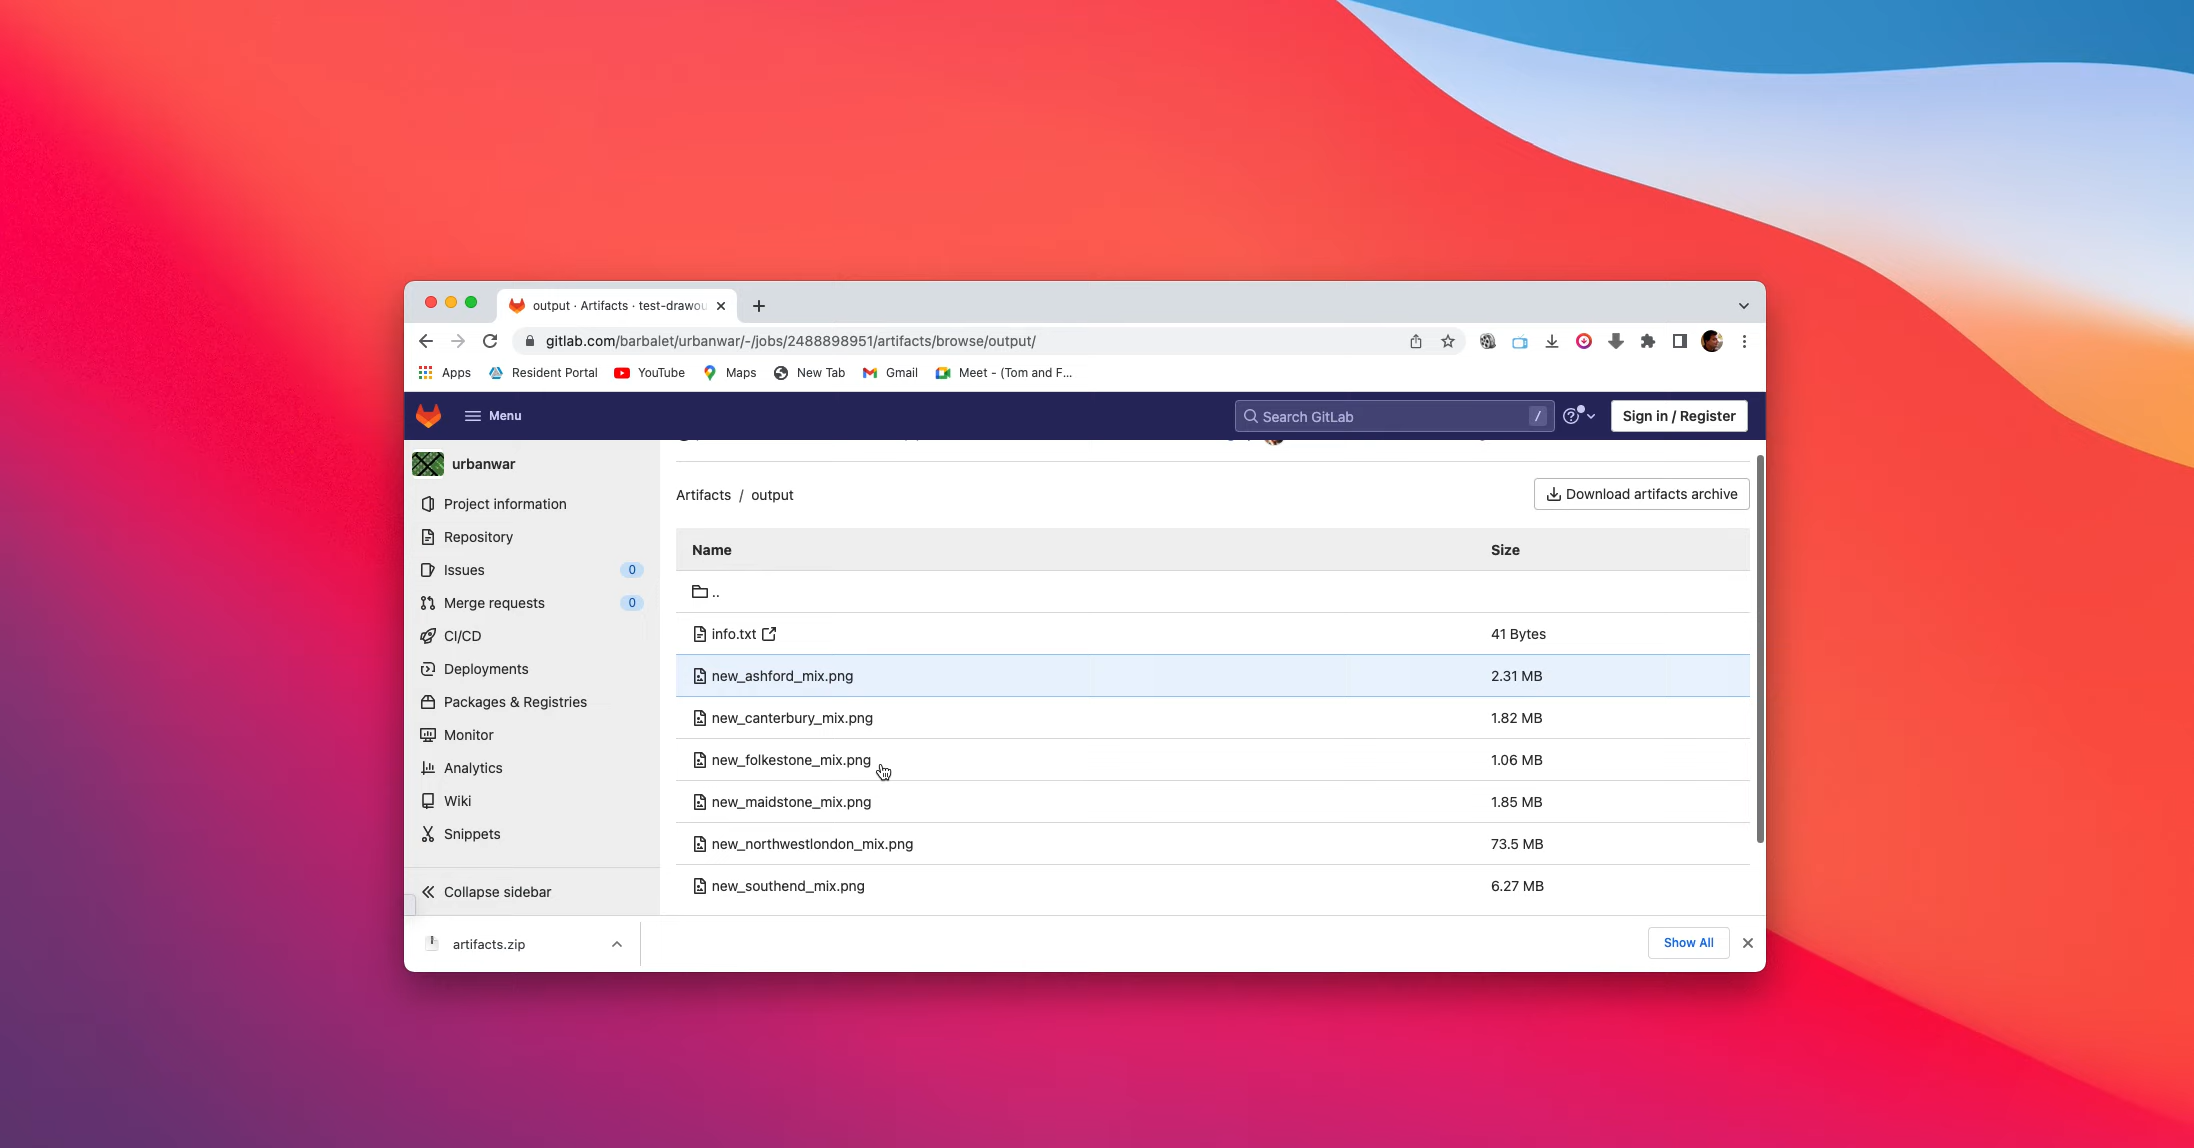 output · Artifacts · test-drawou
gitlab.com/barbalet/urbanwar/-/jobs/2488898951/artifacts/browse/output/
Apps Resident Portal YouTube Maps New Tab Gmail Meet - (Tom and F...
Menu Search GitLab / Sign in / Register
urbanwar
Project information
Repository
Issues 0
Merge requests 0
CI/CD
Deployments
Packages & Registries
Monitor
Analytics
Wiki
Snippets
Collapse sidebar
Artifacts / output Download artifacts archive
Name Size
..
info.txt 41 Bytes
new_ashford_mix.png 2.31 MB
new_canterbury_mix.png 1.82 MB
new_folkestone_mix.png 1.06 MB
new_maidstone_mix.png 1.85 MB
new_northwestlondon_mix.png 73.5 MB
new_southend_mix.png 6.27 MB
artifacts.zip Show All